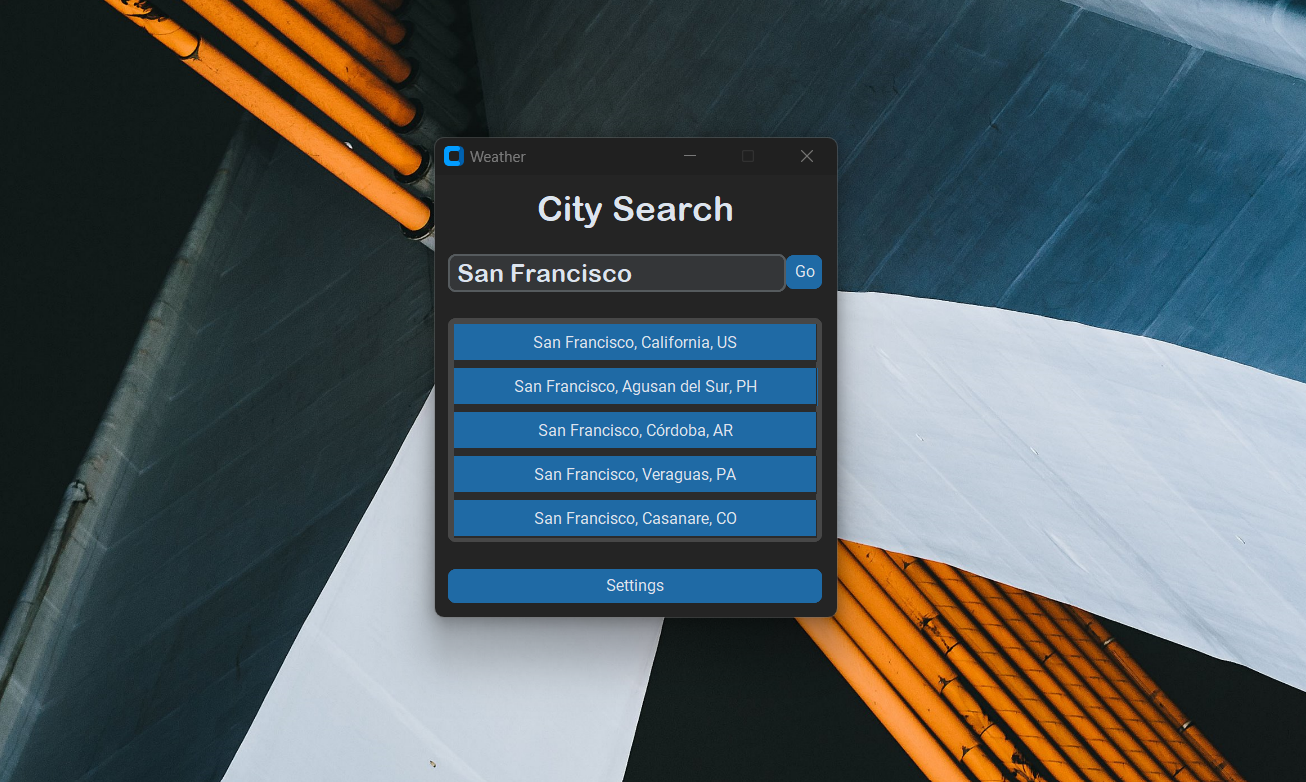 Weather
City Search
San Francisco
Go
San Francisco, California, US
San Francisco, Agusan del Sur, PH
San Francisco, Córdoba, AR
San Francisco, Veraguas, PA
San Francisco, Casanare, CO
Settings